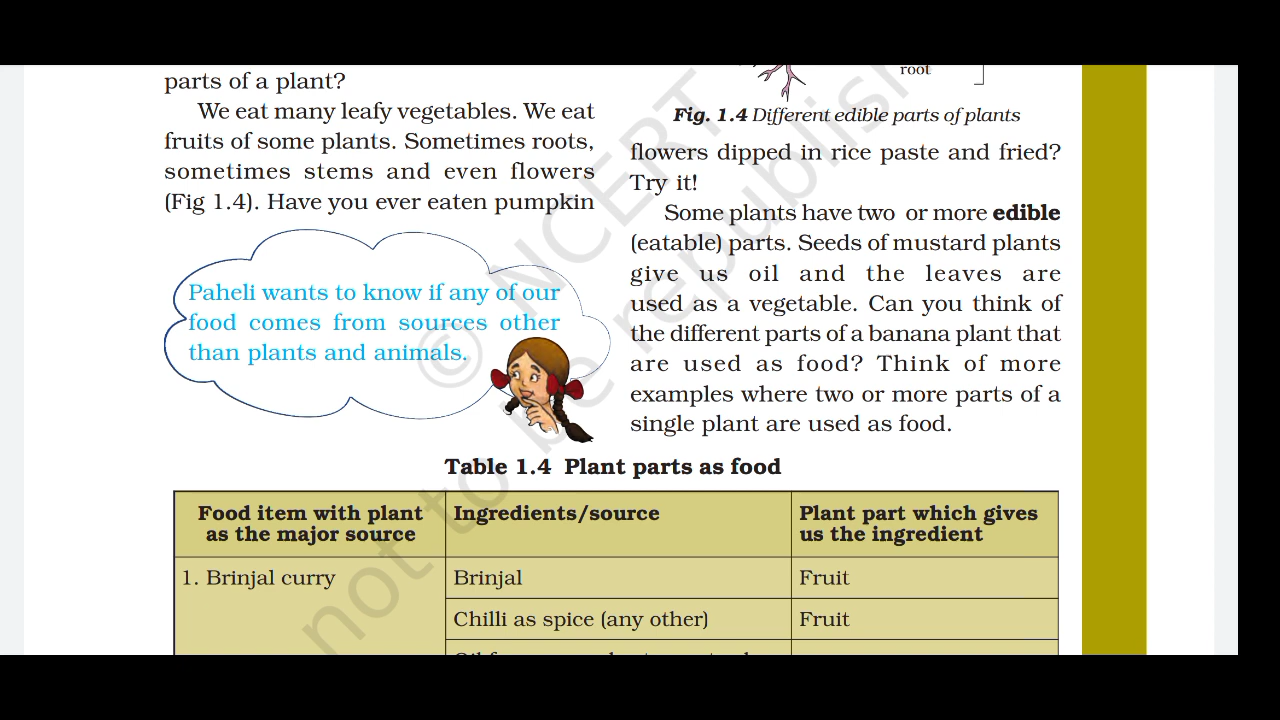 parts of a plant?
We eat many leafy vegetables. We eat
fruits of some plants. Sometimes roots,
sometimes stems and even flowers
(Fig 1.4). Have you ever eaten pumpkin
Paheli wants to know if any of our
food comes from sources other
than plants and animals.
root
Fig. 1.4 Different edible parts of plants
flowers dipped in rice paste and fried?
Try it!
Some plants have two or more edible
(eatable) parts. Seeds of mustard plants
give us oil and the leaves are
used as a vegetable. Can you think of
the different parts of a banana plant that
are used as food? Think of more
examples where two or more parts of a
single plant are used as food.
Table 1.4 Plant parts as food
Food item with plant
as the major source
Ingredients/source
Plant part which gives
us the ingredient
1. Brinjal curry
Brinjal
Fruit
Chilli as spice (any other)
Fruit
© NCERT
not to be republish